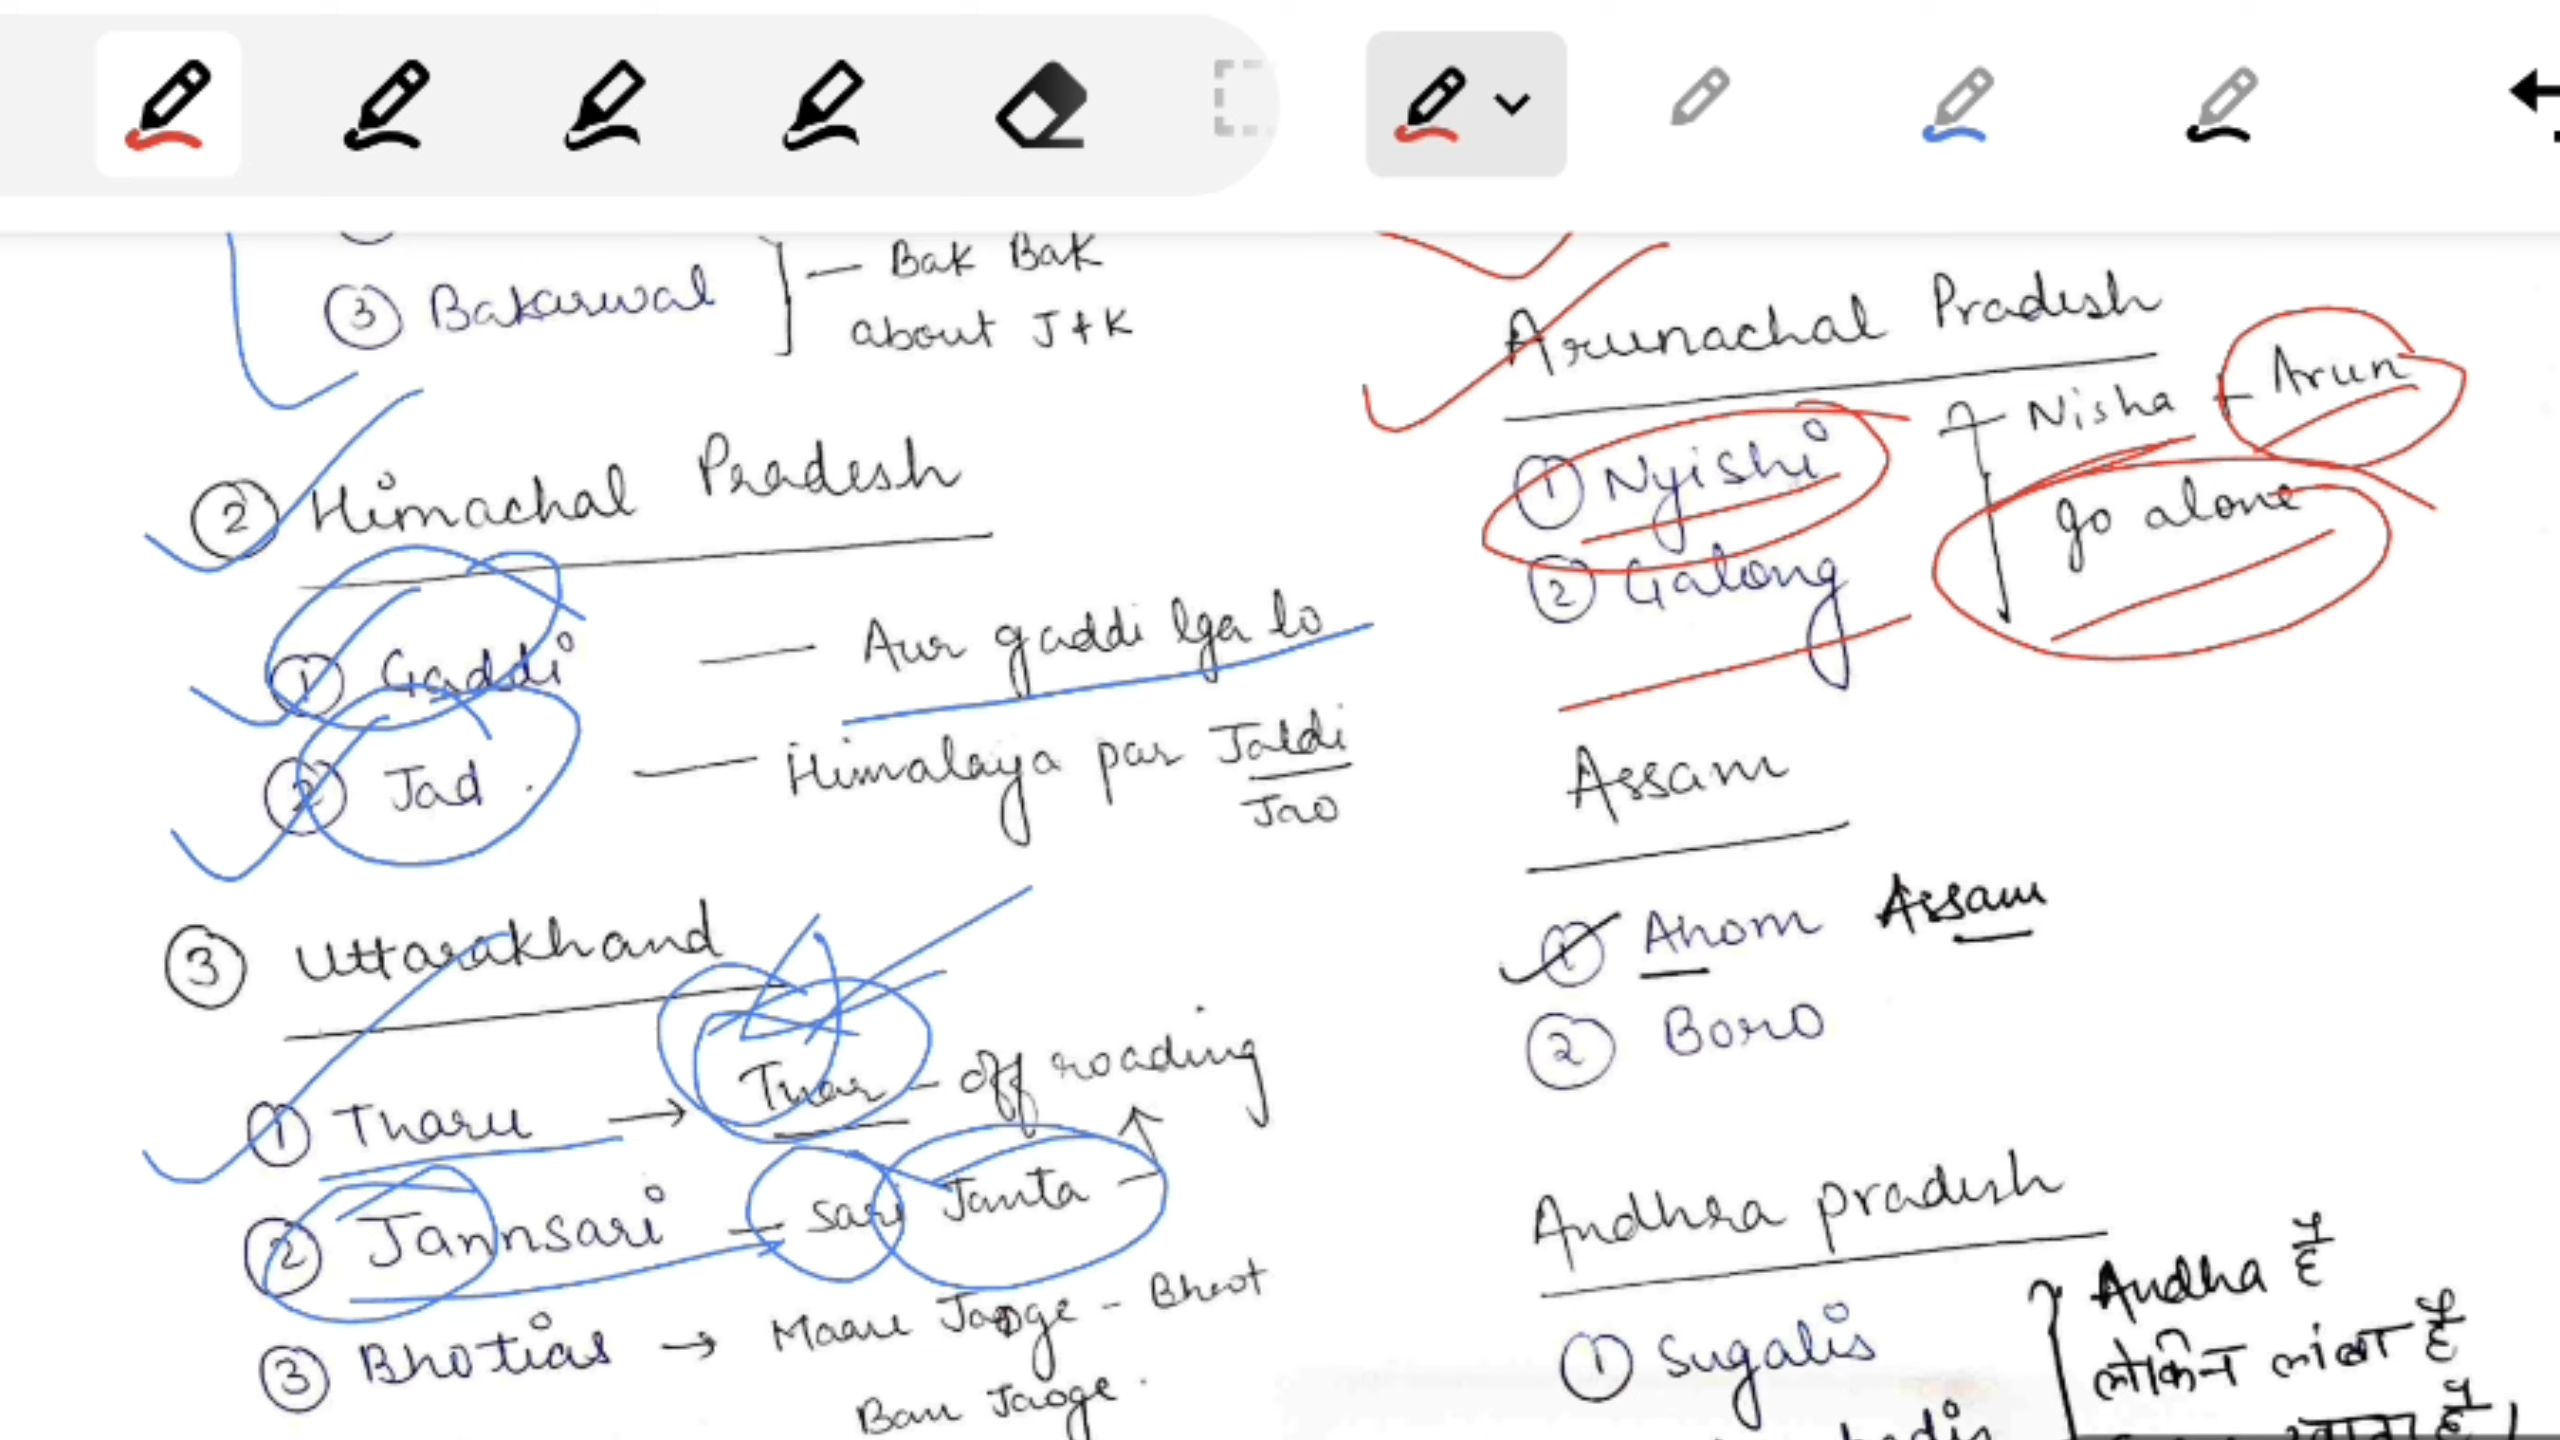 ③ Bakarwal — Bak Bak
about J+K
② Himachal Pradesh
① Gaddi — Aur gaddi lga lo
② Jad. — Himalaya par Jaldi
Jao
③ Uttarakhand
① Tharu → Thar - off roading
② Jannsari — Sari Janta -
③ Bhotias → Maare Jaoge - Bhoot
Ban Jaoge.
Arunachal Pradesh
① Nyishi Nisha + Arun
② Galong go alone
Assam
① Ahom Assam
② Boro
Andhra pradesh
① Sugalis Andha है